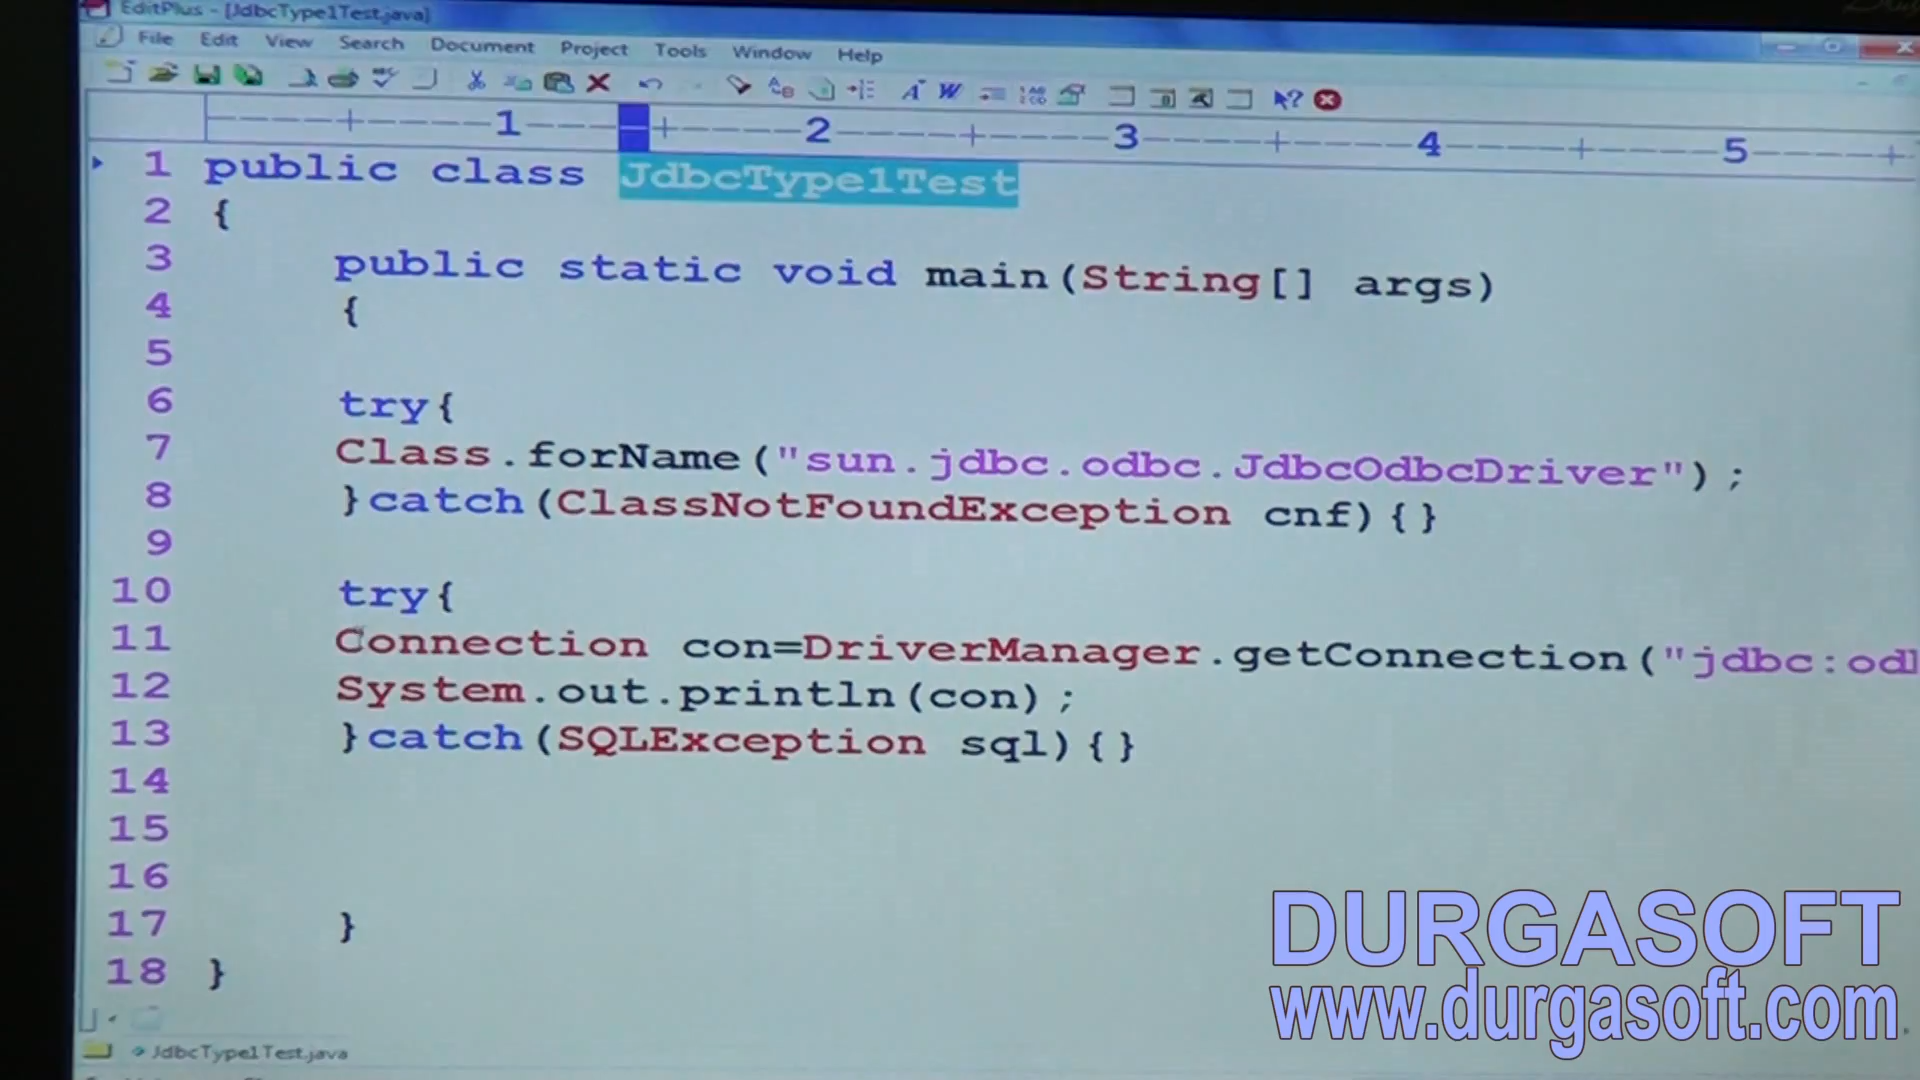 EditPlus - [JdbcType1Test.java]
File Edit View Search Document Project Tools Window Help
----+----1----+----2----+----3----+----4----+----5----+
1 public class JdbcType1Test
2 {
3 public static void main(String[] args)
4 {
5
6 try{
7 Class.forName("sun.jdbc.odbc.JdbcOdbcDriver");
8 }catch(ClassNotFoundException cnf){}
9
10 try{
11 Connection con=DriverManager.getConnection("jdbc:od
12 System.out.println(con);
13 }catch(SQLException sql){}
14
15
16
17 }
18 }
JdbcType1Test.java
DURGASOFT
www.durgasoft.com